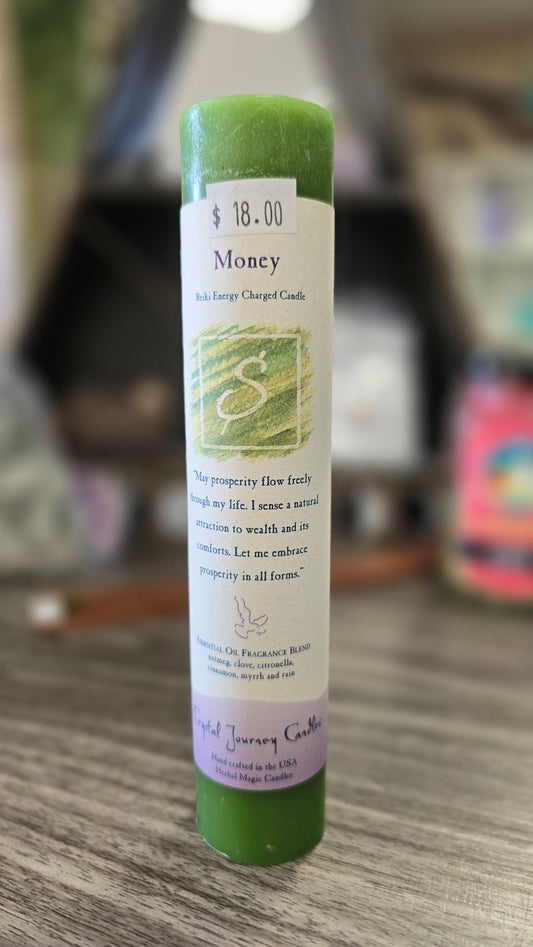 $ 18.00
Money
Reiki Energy Charged Candle
$
"May prosperity flow freely
through my life. I sense a natural
attraction to wealth and its
comforts. Let me embrace
prosperity in all forms."
Essential Oil Fragrance Blend
nutmeg, clove, citronella,
cinnamon, myrrh and rain
Crystal Journey Candles
Hand crafted in the USA
Herbal Magic Candles